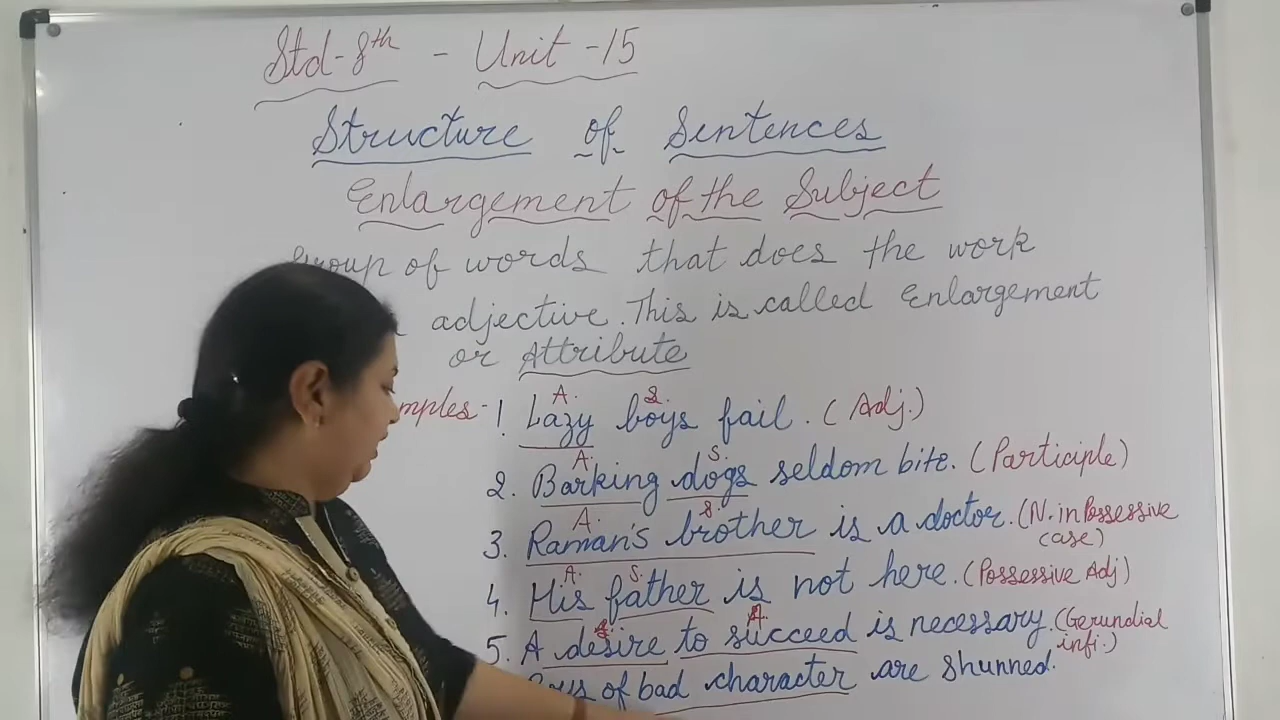 Std-8th - Unit -15
Structure of Sentences
Enlargement of the Subject
Group of words that does the work
adjective. This is called Enlargement
or Attribute
A. S.
1 Lazy boys fail. (Adj.)
A. S.
2. Barking dogs seldom bite. (Participle)
A. S.
3. Raman's brother is a doctor. (N. in Possessive case)
A. S.
4. His father is not here. (Possessive Adj)
S. A.
5. A desire to succeed is necessary (Gerundial infi.)
Boys of bad character are shunned.